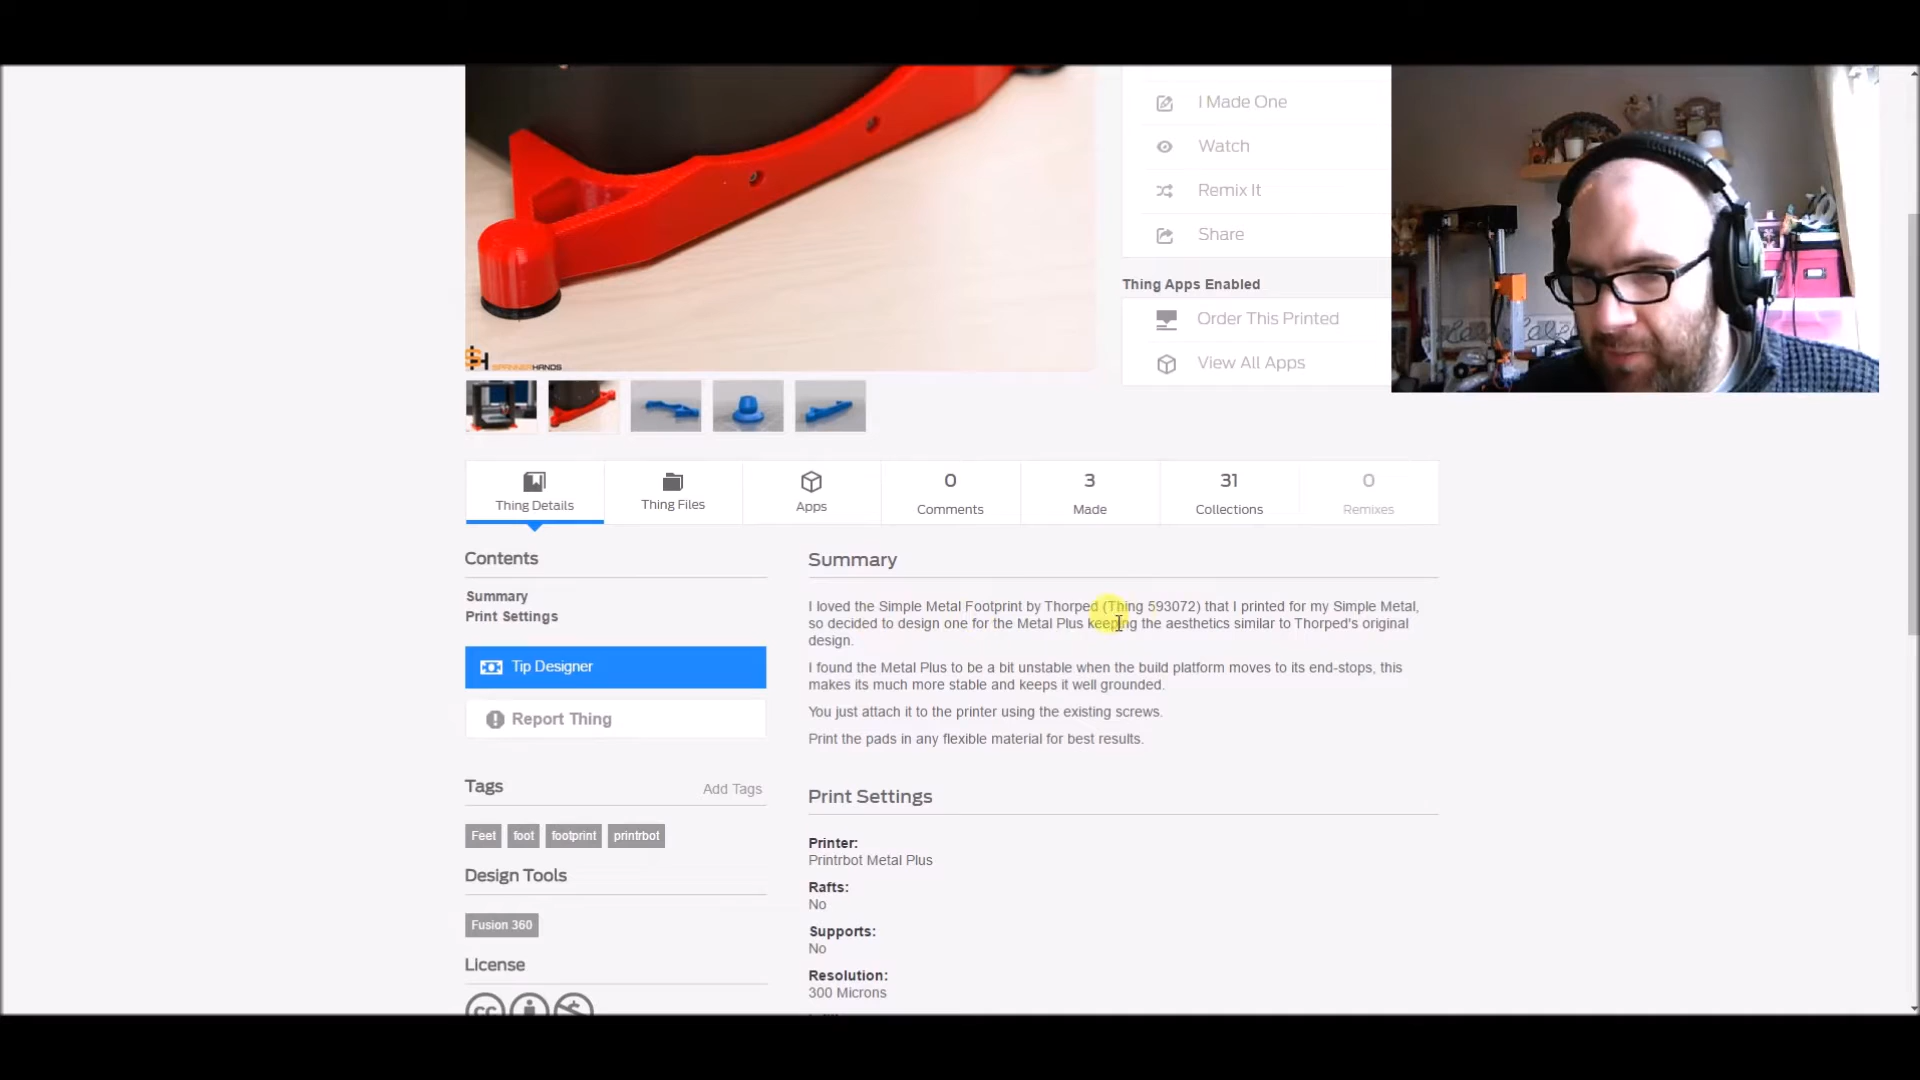 I Made One
Watch
Remix It
Share
Thing Apps Enabled
Order This Printed
View All Apps
SH SPANNERHANDS
Thing Details
Thing Files
Apps
0
Comments
3
Made
31
Collections
0
Remixes
Contents
Summary
Print Settings
Tip Designer
Report Thing
Tags
Add Tags
Feet foot footprint printrbot
Design Tools
Fusion 360
License
cc
Summary
I loved the Simple Metal Footprint by Thorped (Thing 593072) that I printed for my Simple Metal,
so decided to design one for the Metal Plus keeping the aesthetics similar to Thorped's original
design.
I found the Metal Plus to be a bit unstable when the build platform moves to its end-stops, this
makes its much more stable and keeps it well grounded.
You just attach it to the printer using the existing screws.
Print the pads in any flexible material for best results.
Print Settings
Printer:
Printrbot Metal Plus
Rafts:
No
Supports:
No
Resolution:
300 Microns